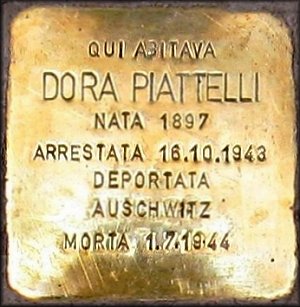 QUI ABITAVA
DORA PIATTELLI
NATA 1897
ARRESTATA 16.10.1943
DEPORTATA
AUSCHWITZ
MORTA 1.7.1944